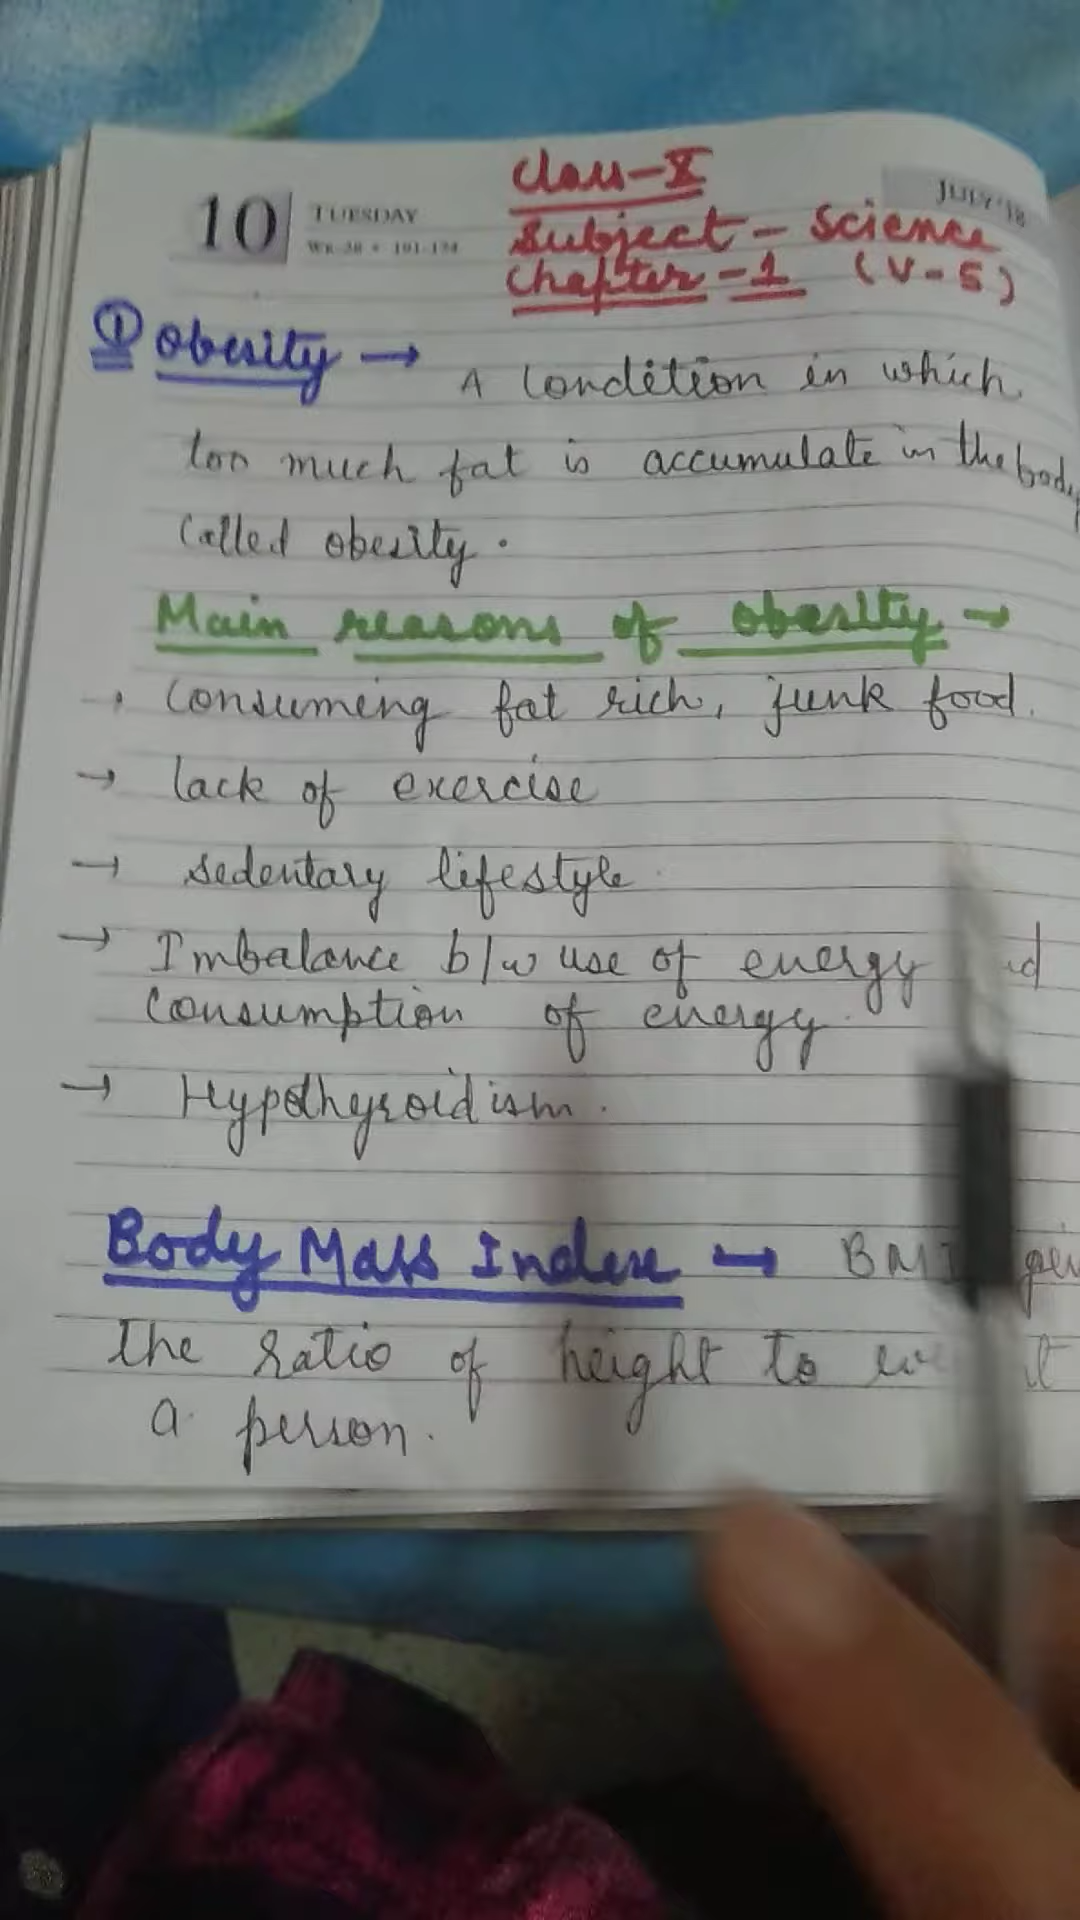 10 TUESDAY
JULY'18
Class-X
Subject - Science
Chapter-1 (V-5)
① obesity → A condition in which
too much fat is accumulate in the body
called obesity.
Main reasons of obesity →
→ Consuming fat rich, junk food.
→ lack of exercise
→ sedentary lifestyle
→ Imbalance b/w use of energy
consumption of energy.
→ Hypothyroidism.
Body Mass Index →
the ratio of height to
a person.